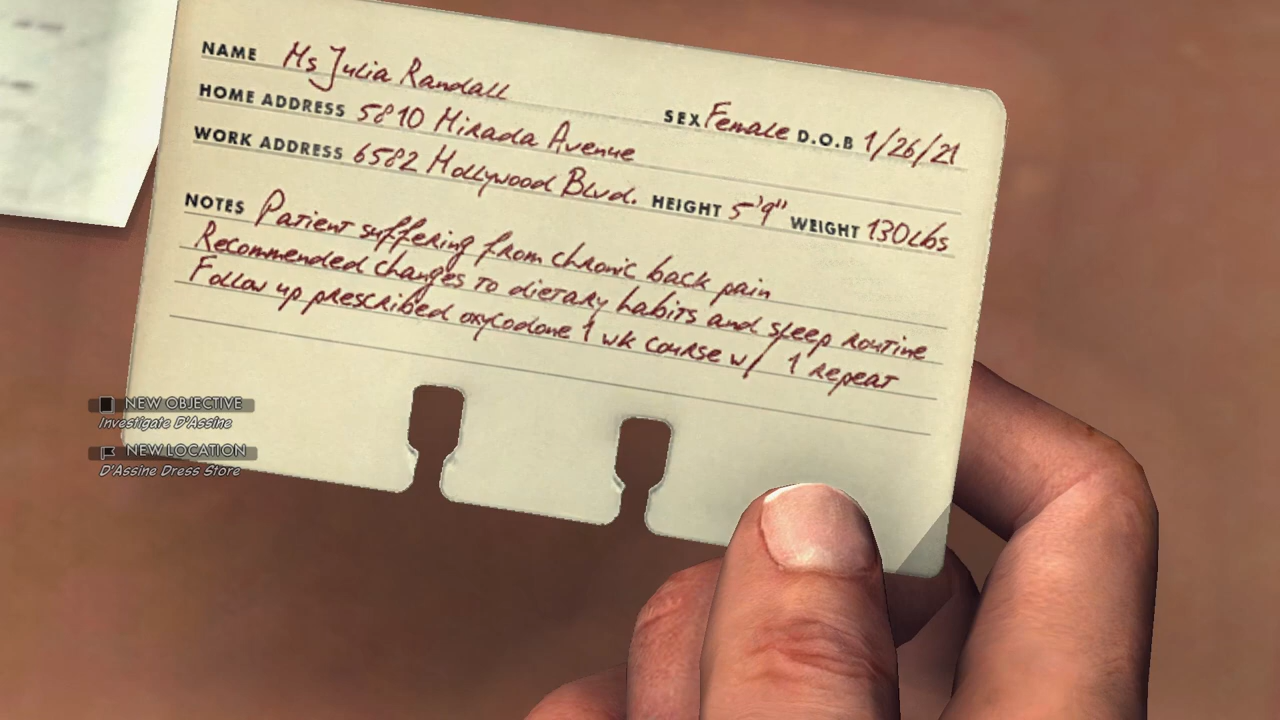 NAME Ms Julia Randall
SEX Female D.O.B 1/26/21
HOME ADDRESS 5810 Mirada Avenue
WORK ADDRESS 6582 Hollywood Blvd. HEIGHT 5'9" WEIGHT 130lbs
NOTES Patient suffering from chronic back pain
Recommended changes to dietary habits and sleep routine
Follow up prescribed oxycodone 1 wk course w/ 1 repeat
NEW OBJECTIVE
Investigate D'Assine
NEW LOCATION
D'Assine Dress Store